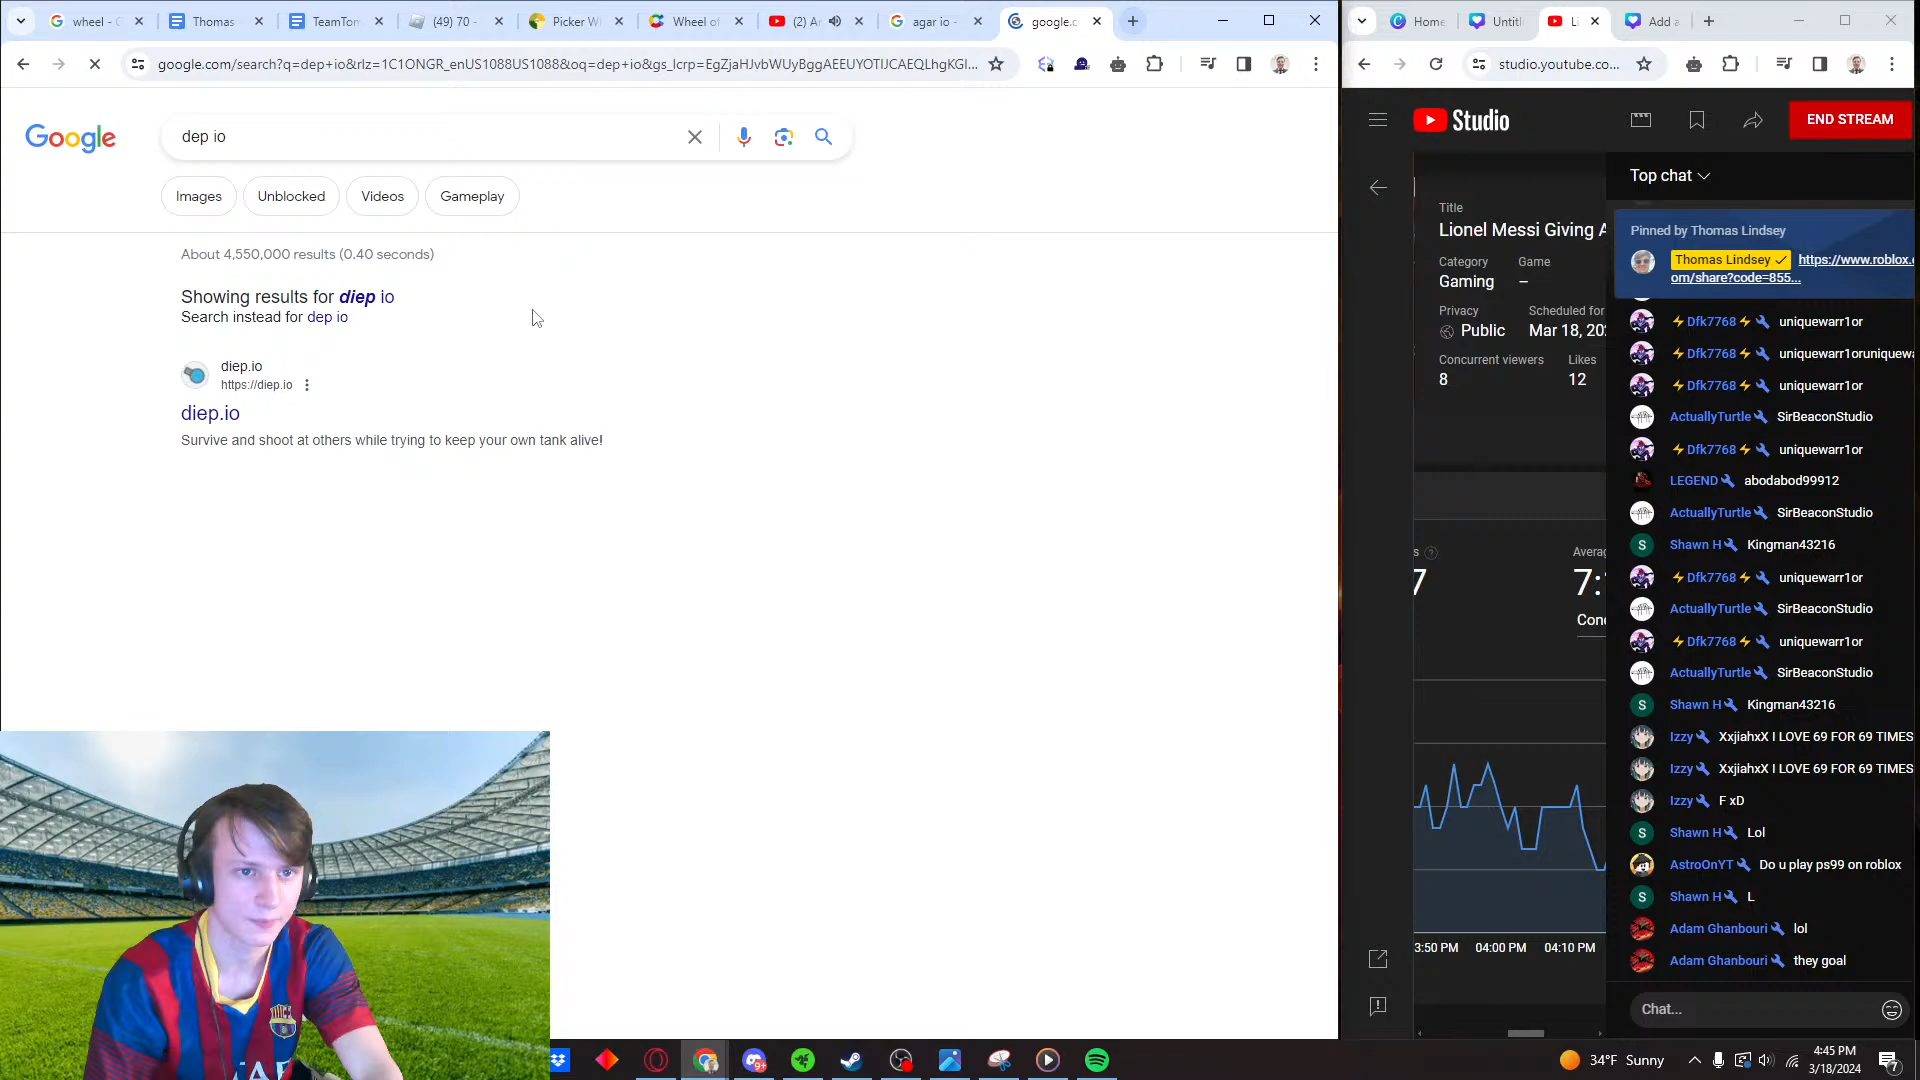 wheel - G
Thomas
TeamTom
(49) 70 -
Picker W
Wheel of
(2) A
agar io -
google.c
Home
Untitl
Li
Add a
google.com/search?q=dep+io&rlz=1C1ONGR_enUS1088US1088&oq=dep+io&gs_lcrp=EgZjaHJvbWUyBggAEEUYOTIJCAEQLhgKGI...
studio.youtube.co...
Google
dep io
Images
Unblocked
Videos
Gameplay
About 4,550,000 results (0.40 seconds)
Showing results for diep io
Search instead for dep io
diep.io
https://diep.io
diep.io
Survive and shoot at others while trying to keep your own tank alive!
Studio
END STREAM
Title
Lionel Messi Giving A
Category
Game
Gaming
–
Privacy
Scheduled for
Public
Mar 18, 202
Concurrent viewers
Likes
8
12
s
Averag
7
7:
Conc
3:50 PM
04:00 PM
04:10 PM
Top chat
Pinned by Thomas Lindsey
Thomas Lindsey https://www.roblox.c
om/share?code=855...
⚡Dfk7768⚡ uniquewarr1or
⚡Dfk7768⚡ uniquewarr1oruniquewa
⚡Dfk7768⚡ uniquewarr1or
ActuallyTurtle SirBeaconStudio
⚡Dfk7768⚡ uniquewarr1or
LEGEND abodabod99912
ActuallyTurtle SirBeaconStudio
S Shawn H Kingman43216
⚡Dfk7768⚡ uniquewarr1or
ActuallyTurtle SirBeaconStudio
⚡Dfk7768⚡ uniquewarr1or
ActuallyTurtle SirBeaconStudio
S Shawn H Kingman43216
Izzy XxjiahxX I LOVE 69 FOR 69 TIMES
Izzy XxjiahxX I LOVE 69 FOR 69 TIMES
Izzy F xD
S Shawn H Lol
AstroOnYT Do u play ps99 on roblox
S Shawn H L
Adam Ghanbouri lol
Adam Ghanbouri they goal
Chat...
9+
34°F Sunny
4:45 PM
3/18/2024
7